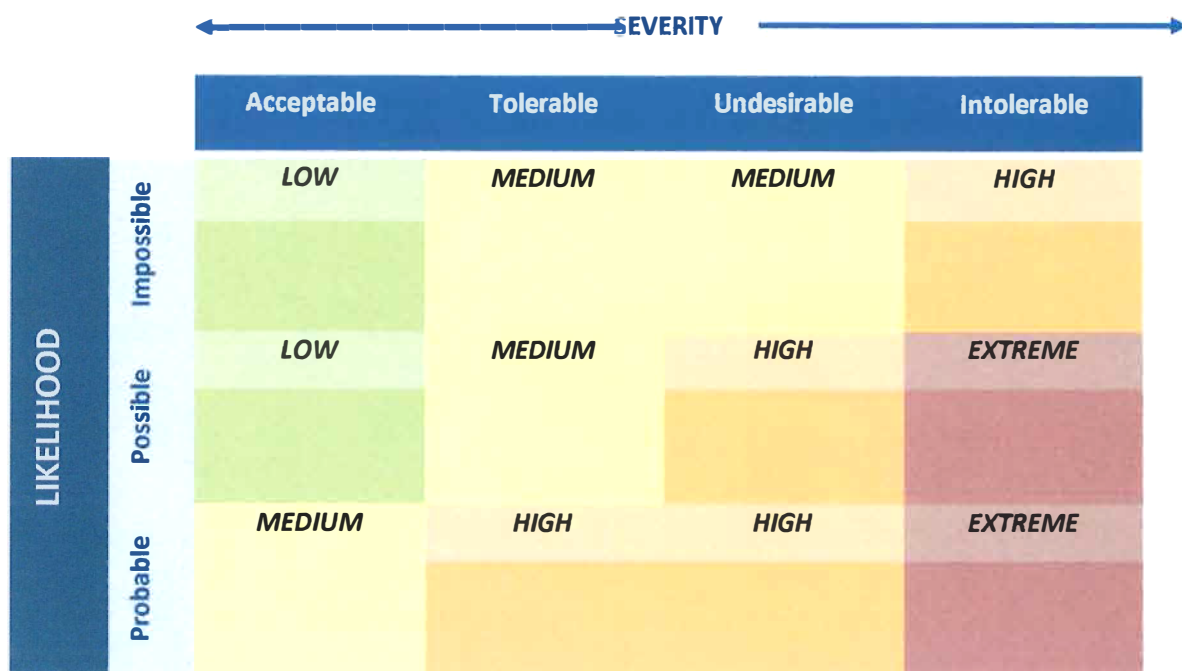 SEVERITY
Acceptable Tolerable Undesirable Intolerable
LIKELIHOOD
Impossible
LOW MEDIUM MEDIUM HIGH
Possible
LOW MEDIUM HIGH EXTREME
Probable
MEDIUM HIGH HIGH EXTREME